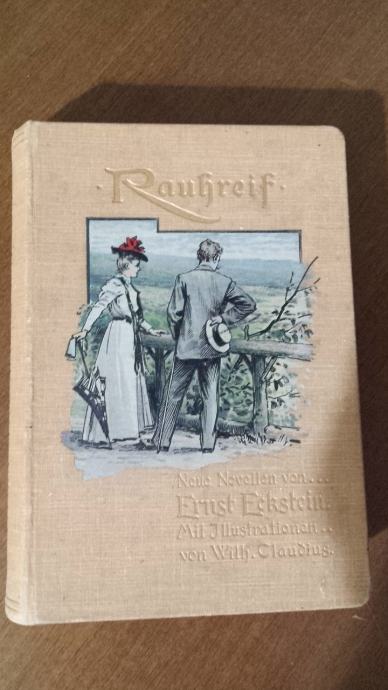 · Rauhreif ·
Neue Novellen von...
Ernst Eckstein.
Mit Illustrationen..
von Wilh. Claudius.